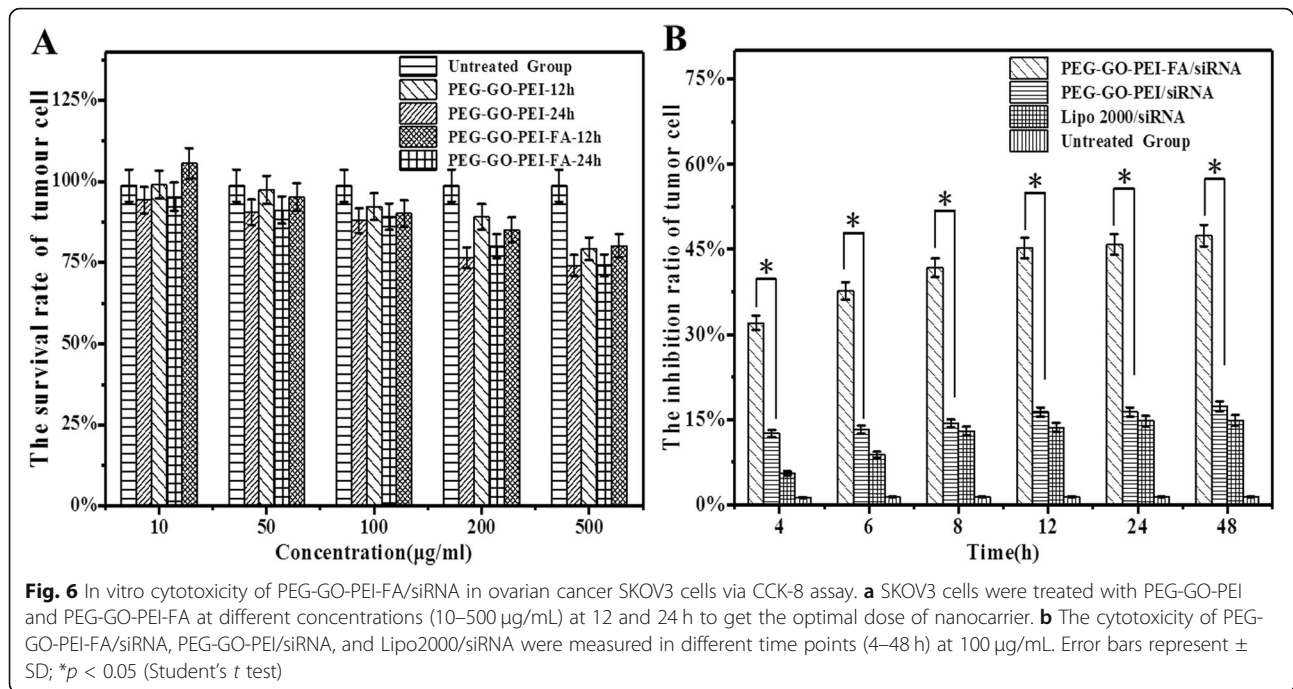 A
The survival rate of tumour cell
125%
100%
75%
50%
25%
0%
Untreated Group
PEG-GO-PEI-12h
PEG-GO-PEI-24h
PEG-GO-PEI-FA-12h
PEG-GO-PEI-FA-24h
10 50 100 200 500
Concentration(μg/ml)
B
The inhibition ratio of tumor cell
75%
60%
45%
30%
15%
0%
PEG-GO-PEI-FA/siRNA
PEG-GO-PEI/siRNA
Lipo 2000/siRNA
Untreated Group
* * * * * *
4 6 8 12 24 48
Time(h)
Fig. 6 In vitro cytotoxicity of PEG-GO-PEI-FA/siRNA in ovarian cancer SKOV3 cells via CCK-8 assay. a SKOV3 cells were treated with PEG-GO-PEI
and PEG-GO-PEI-FA at different concentrations (10–500 μg/mL) at 12 and 24 h to get the optimal dose of nanocarrier. b The cytotoxicity of PEG-
GO-PEI-FA/siRNA, PEG-GO-PEI/siRNA, and Lipo2000/siRNA were measured in different time points (4–48 h) at 100 μg/mL. Error bars represent ±
SD; *p < 0.05 (Student's t test)